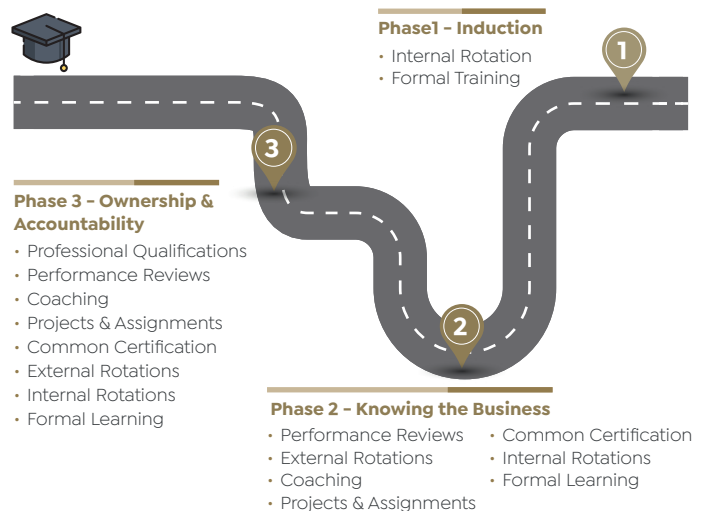 Phase1 - Induction
• Internal Rotation
• Formal Training
1
3
Phase 3 - Ownership &
Accountability
• Professional Qualifications
• Performance Reviews
• Coaching
• Projects & Assignments
• Common Certification
• External Rotations
• Internal Rotations
• Formal Learning
2
Phase 2 - Knowing the Business
• Performance Reviews
• External Rotations
• Coaching
• Projects & Assignments
• Common Certification
• Internal Rotations
• Formal Learning